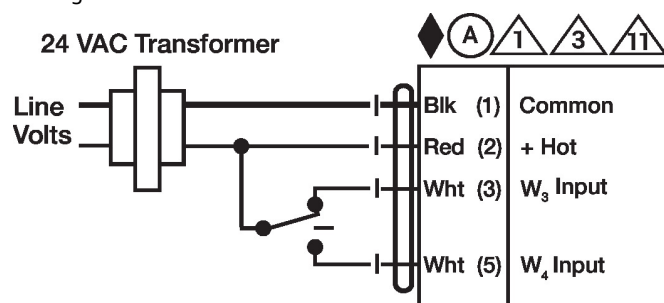 24 VAC Transformer
A 1 3 11
Line
Volts
Blk (1) Common
Red (2) + Hot
Wht (3) W3 Input
Wht (5) W4 Input